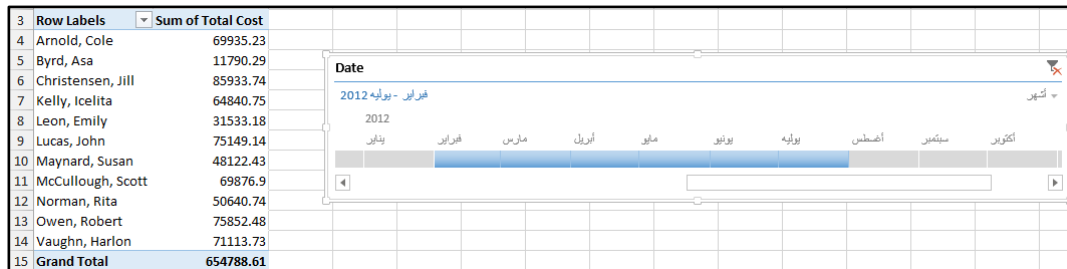 3 Row Labels Sum of Total Cost
4 Arnold, Cole 69935.23
5 Byrd, Asa 11790.29
6 Christensen, Jill 85933.74
7 Kelly, Icelita 64840.75
8 Leon, Emily 31533.18
9 Lucas, John 75149.14
10 Maynard, Susan 48122.43
11 McCullough, Scott 69876.9
12 Norman, Rita 50640.74
13 Owen, Robert 75852.48
14 Vaughn, Harlon 71113.73
15 Grand Total 654788.61
Date
فبراير - يوليه 2012
أشهر
2012
يناير فبراير مارس أبريل مايو يونيو يوليه أغسطس سبتمبر أكتوبر